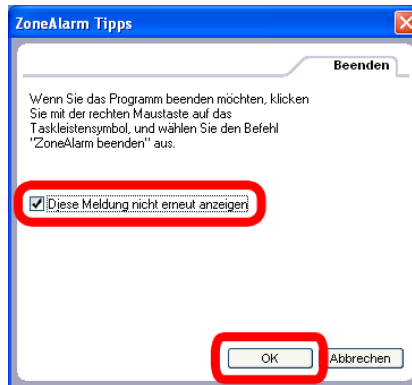 ZoneAlarm Tipps
Beenden
Wenn Sie das Programm beenden möchten, klicken
Sie mit der rechten Maustaste auf das
Taskleistensymbol, und wählen Sie den Befehl
"ZoneAlarm beenden" aus.
Diese Meldung nicht erneut anzeigen
OK
Abbrechen